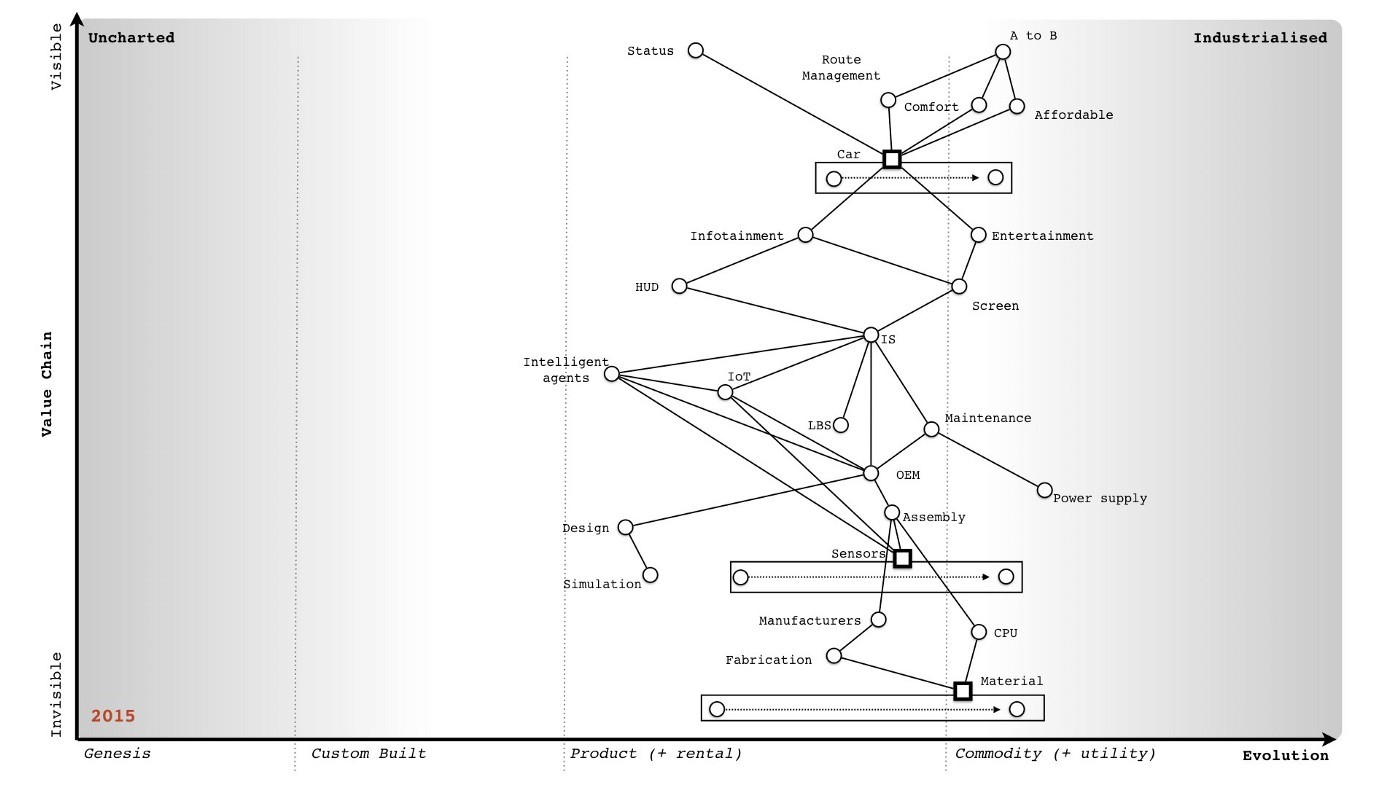 Visible
Uncharted
Status
A to B
Industrialised
Route
Management
Comfort
Affordable
Car
Infotainment
Entertainment
HUD
Screen
IS
Value Chain
Intelligent
agents
IoT
LBS
Maintenance
OEM
Power supply
Assembly
Design
Sensors
Simulation
Manufacturers
CPU
Fabrication
Material
Invisible
2015
Genesis
Custom Built
Product (+ rental)
Commodity (+ utility)
Evolution